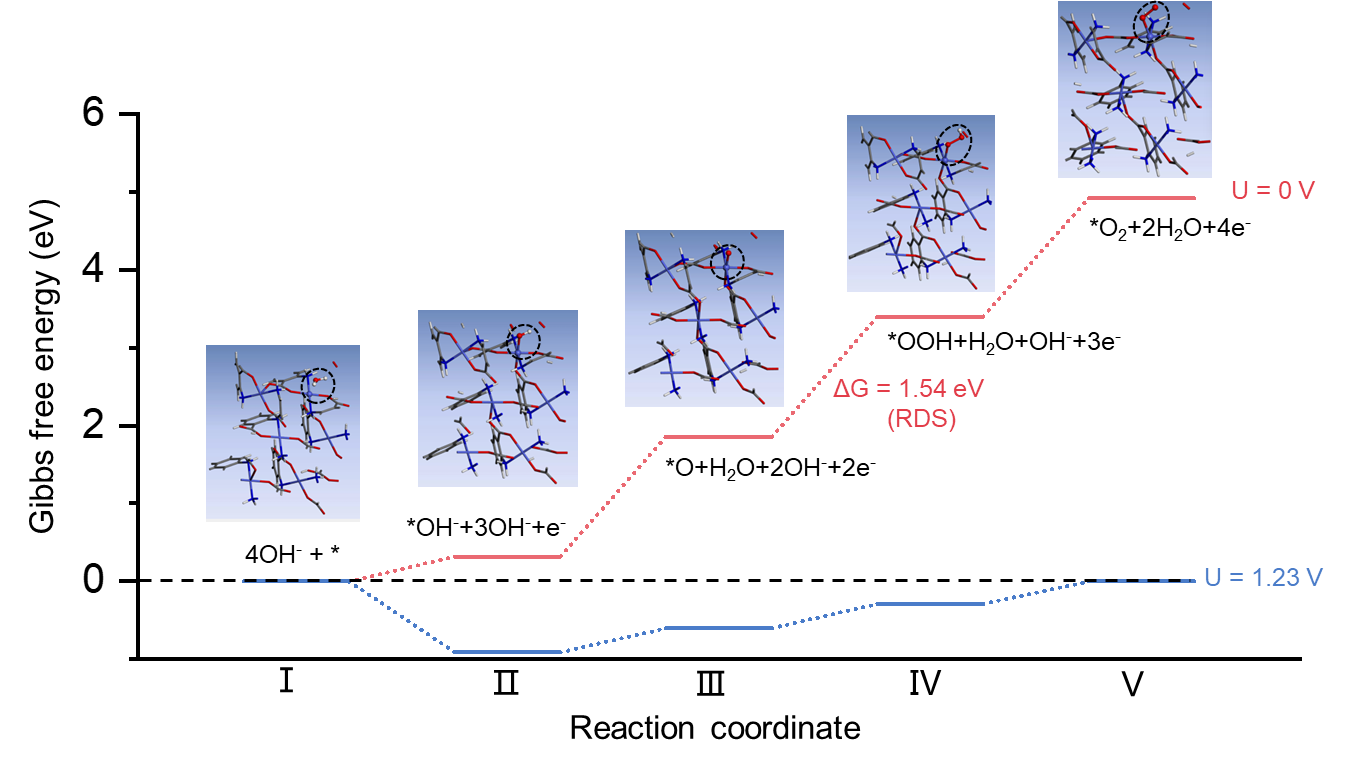 6
4
2
0
Gibbs free energy (eV)
4OH⁻ + *
*OH⁻+3OH⁻+e⁻
*O+H₂O+2OH⁻+2e⁻
*OOH+H₂O+OH⁻+3e⁻
*O₂+2H₂O+4e⁻
ΔG = 1.54 eV
(RDS)
U = 0 V
U = 1.23 V
Ⅰ Ⅱ Ⅲ Ⅳ Ⅴ
Reaction coordinate